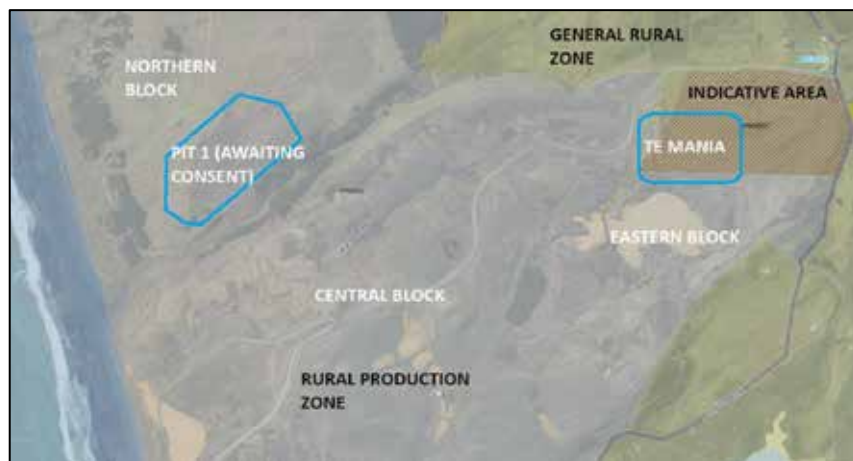 GENERAL RURAL
ZONE
NORTHERN
BLOCK
INDICATIVE AREA
PIT 1 (AWAITING
CONSENT)
TE MANIA
EASTERN BLOCK
CENTRAL BLOCK
RURAL PRODUCTION
ZONE